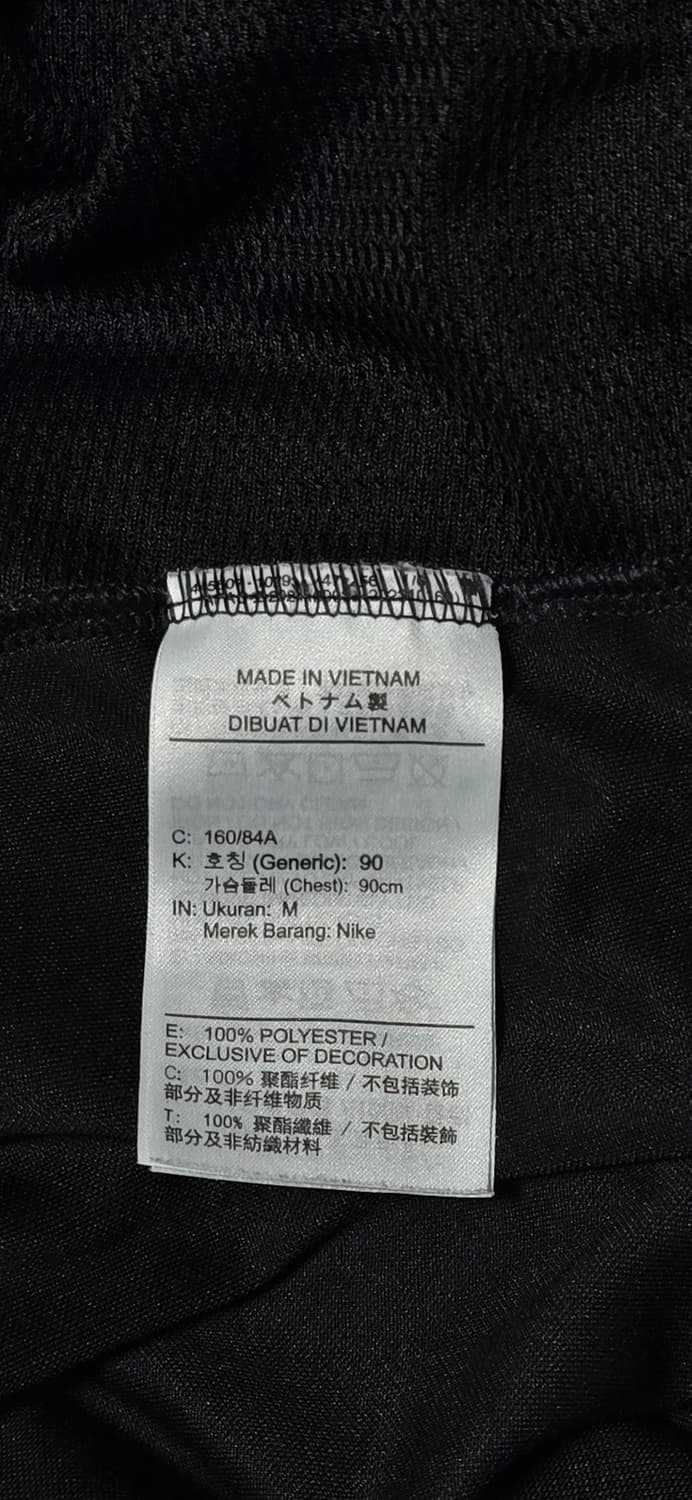 MADE IN VIETNAM
ベトナム製
DIBUAT DI VIETNAM
C: 160/84A
K: 호칭 (Generic): 90
가슴둘레 (Chest): 90cm
IN: Ukuran: M
Merek Barang: Nike
E: 100% POLYESTER /
EXCLUSIVE OF DECORATION
C: 100% 聚酯纤维 / 不包括装饰
部分及非纤维物质
T: 100% 聚酯纖維 / 不包括裝飾
部分及非紡織材料